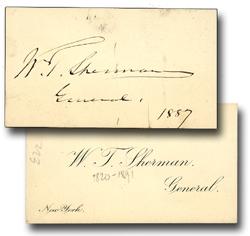 W. T. Sherman
General.
1887
W. T. Sherman.
1820-1891
General.
New York.